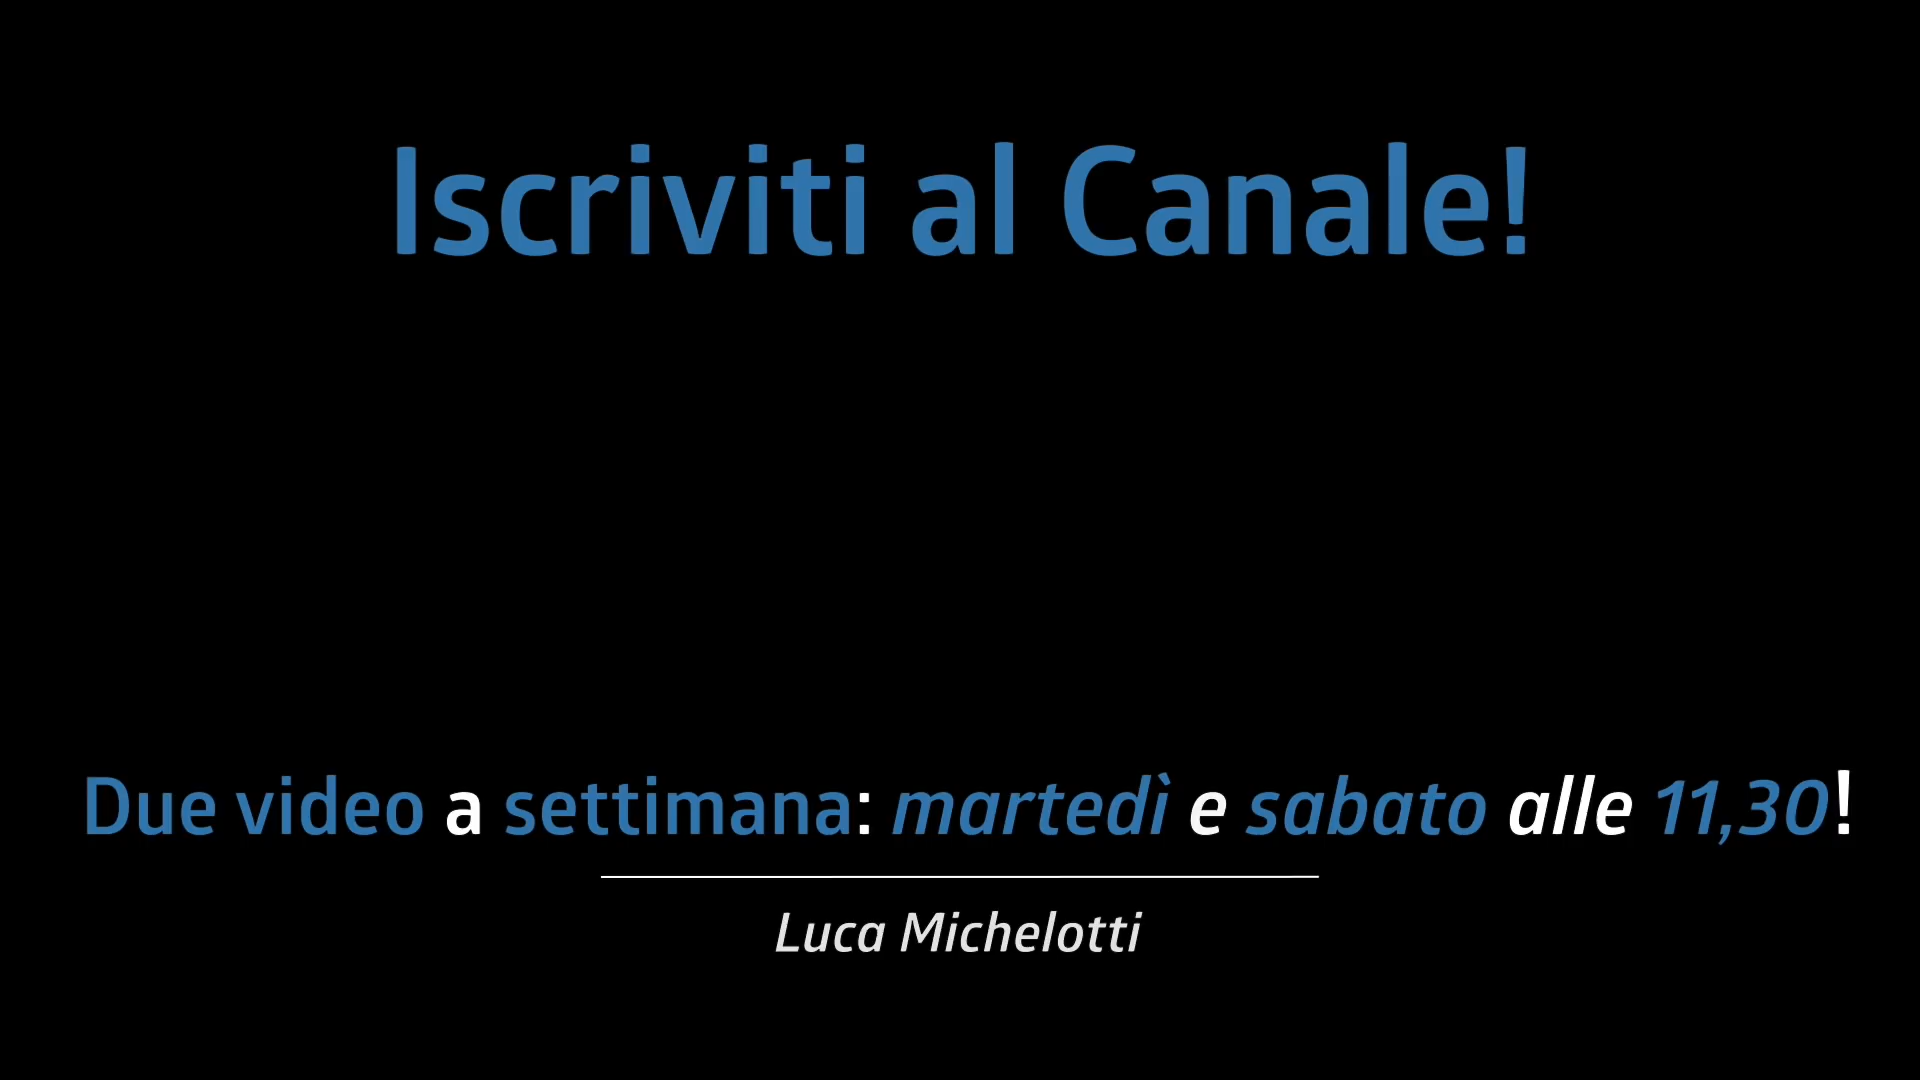 Iscriviti al Canale!
Due video a settimana: martedì e sabato alle 11,30!
Luca Michelotti